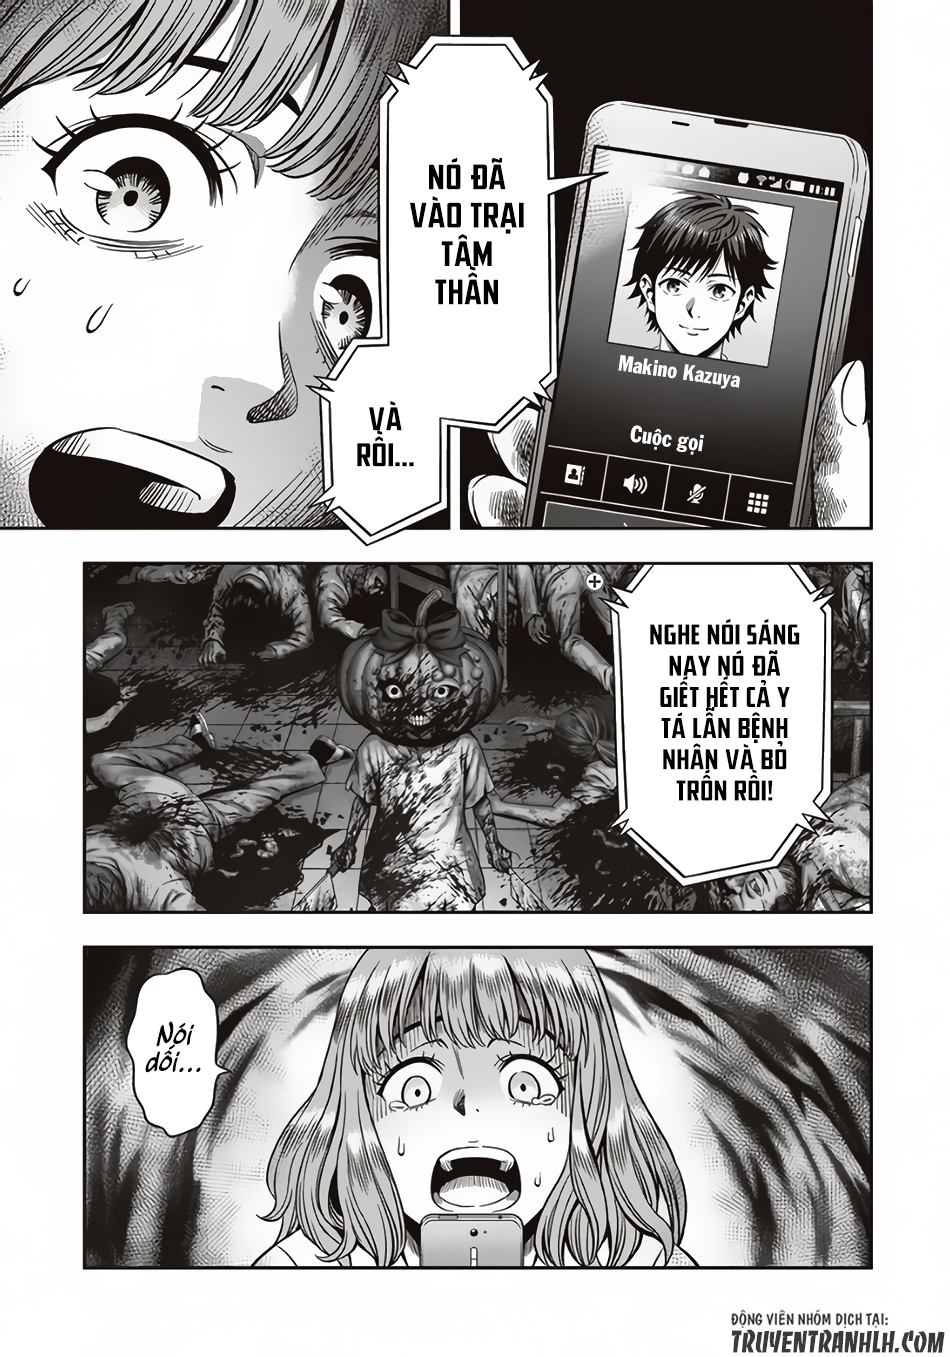 NÓ ĐÃ
VÀO TRẠI
TÂM
THẦN
VÀ
RỒI...
11:11
Makino Kazuya
Cuộc gọi
NGHE NÓI SÁNG
NAY NÓ ĐÃ
GIẾT HẾT CẢ Y
TÁ LẪN BỆNH
NHÂN VÀ BỎ
TRỐN RỒI!
Nói
dối...
ĐỘNG VIÊN NHÓM DỊCH TẠI:
TRUYENTRANHLH.COM